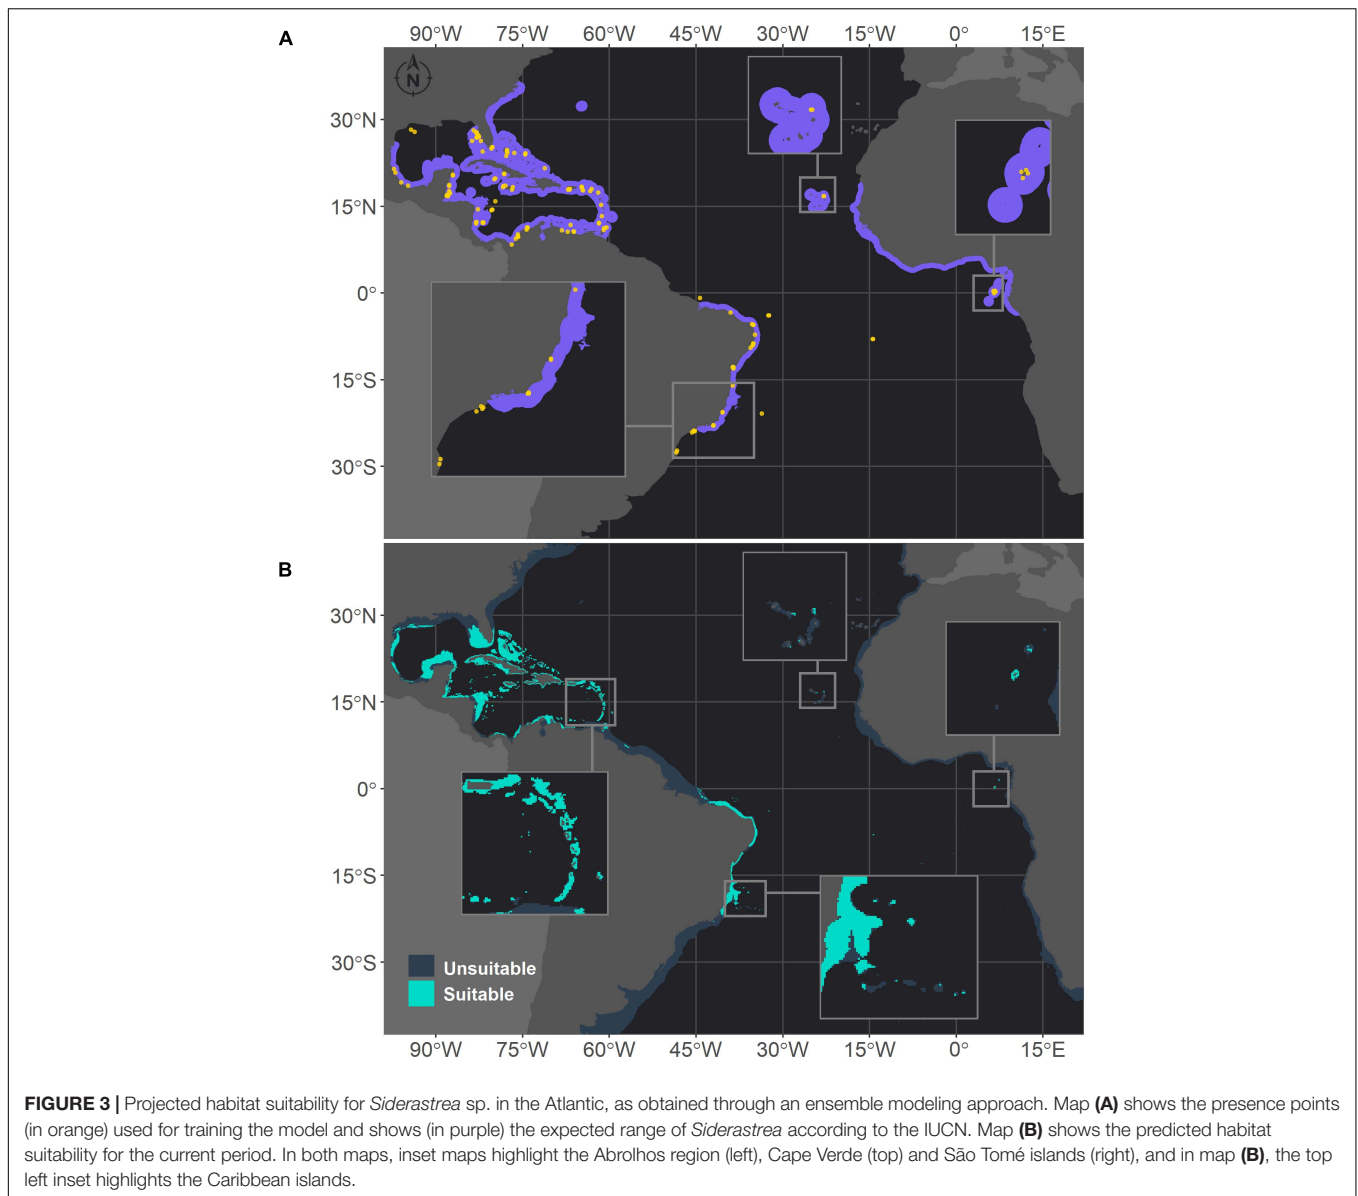 A
90°W 75°W 60°W 45°W 30°W 15°W 0° 15°E
N
30°N
15°N
0°
15°S
30°S
B
30°N
15°N
0°
15°S
30°S
Unsuitable
Suitable
90°W 75°W 60°W 45°W 30°W 15°W 0° 15°E
FIGURE 3 | Projected habitat suitability for Siderastrea sp. in the Atlantic, as obtained through an ensemble modeling approach. Map (A) shows the presence points
(in orange) used for training the model and shows (in purple) the expected range of Siderastrea according to the IUCN. Map (B) shows the predicted habitat
suitability for the current period. In both maps, inset maps highlight the Abrolhos region (left), Cape Verde (top) and São Tomé islands (right), and in map (B), the top
left inset highlights the Caribbean islands.